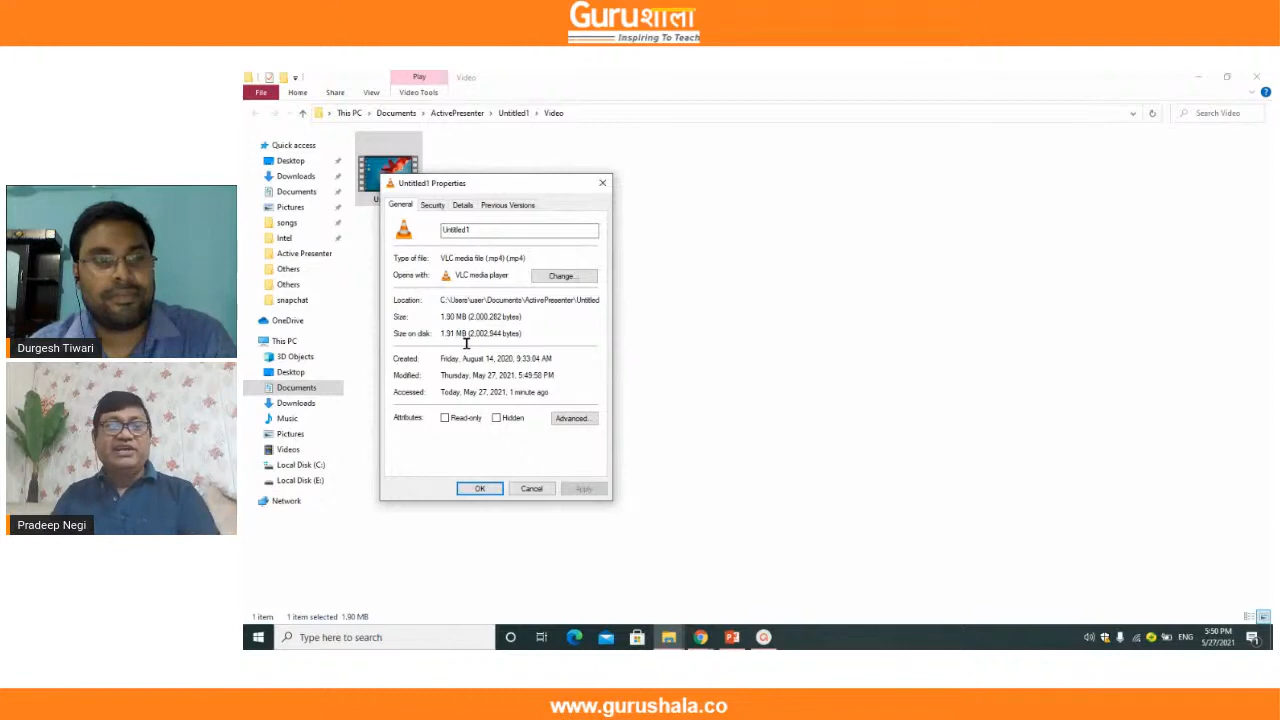 Guruशाला
Inspiring To Teach
Play
Video
File
Home
Share
View
Video Tools
This PC
Documents
ActivePresenter
Untitled1
Video
Search Video
Quick access
Desktop
Downloads
Documents
Pictures
songs
Intel
Active Presenter
Others
Others
snapchat
OneDrive
This PC
3D Objects
Desktop
Documents
Downloads
Music
Pictures
Videos
Local Disk (C:)
Local Disk (E:)
Network
Untitled1 Properties
General
Security
Details
Previous Versions
Untitled1
Type of file: VLC media file (.mp4) (.mp4)
Opens with: VLC media player
Change...
Location: C:\Users\user\Documents\ActivePresenter\Untitled
Size: 1.90 MB (2,000,282 bytes)
Size on disk: 1.91 MB (2,002,944 bytes)
Created: Friday, August 14, 2020, 9:33:04 AM
Modified: Thursday, May 27, 2021, 5:49:58 PM
Accessed: Today, May 27, 2021, 1 minute ago
Attributes: Read-only Hidden
Advanced...
OK
Cancel
Apply
Durgesh Tiwari
Pradeep Negi
1 item 1 item selected 1.90 MB
Type here to search
ENG
5:50 PM
5/27/2021
www.gurushala.co